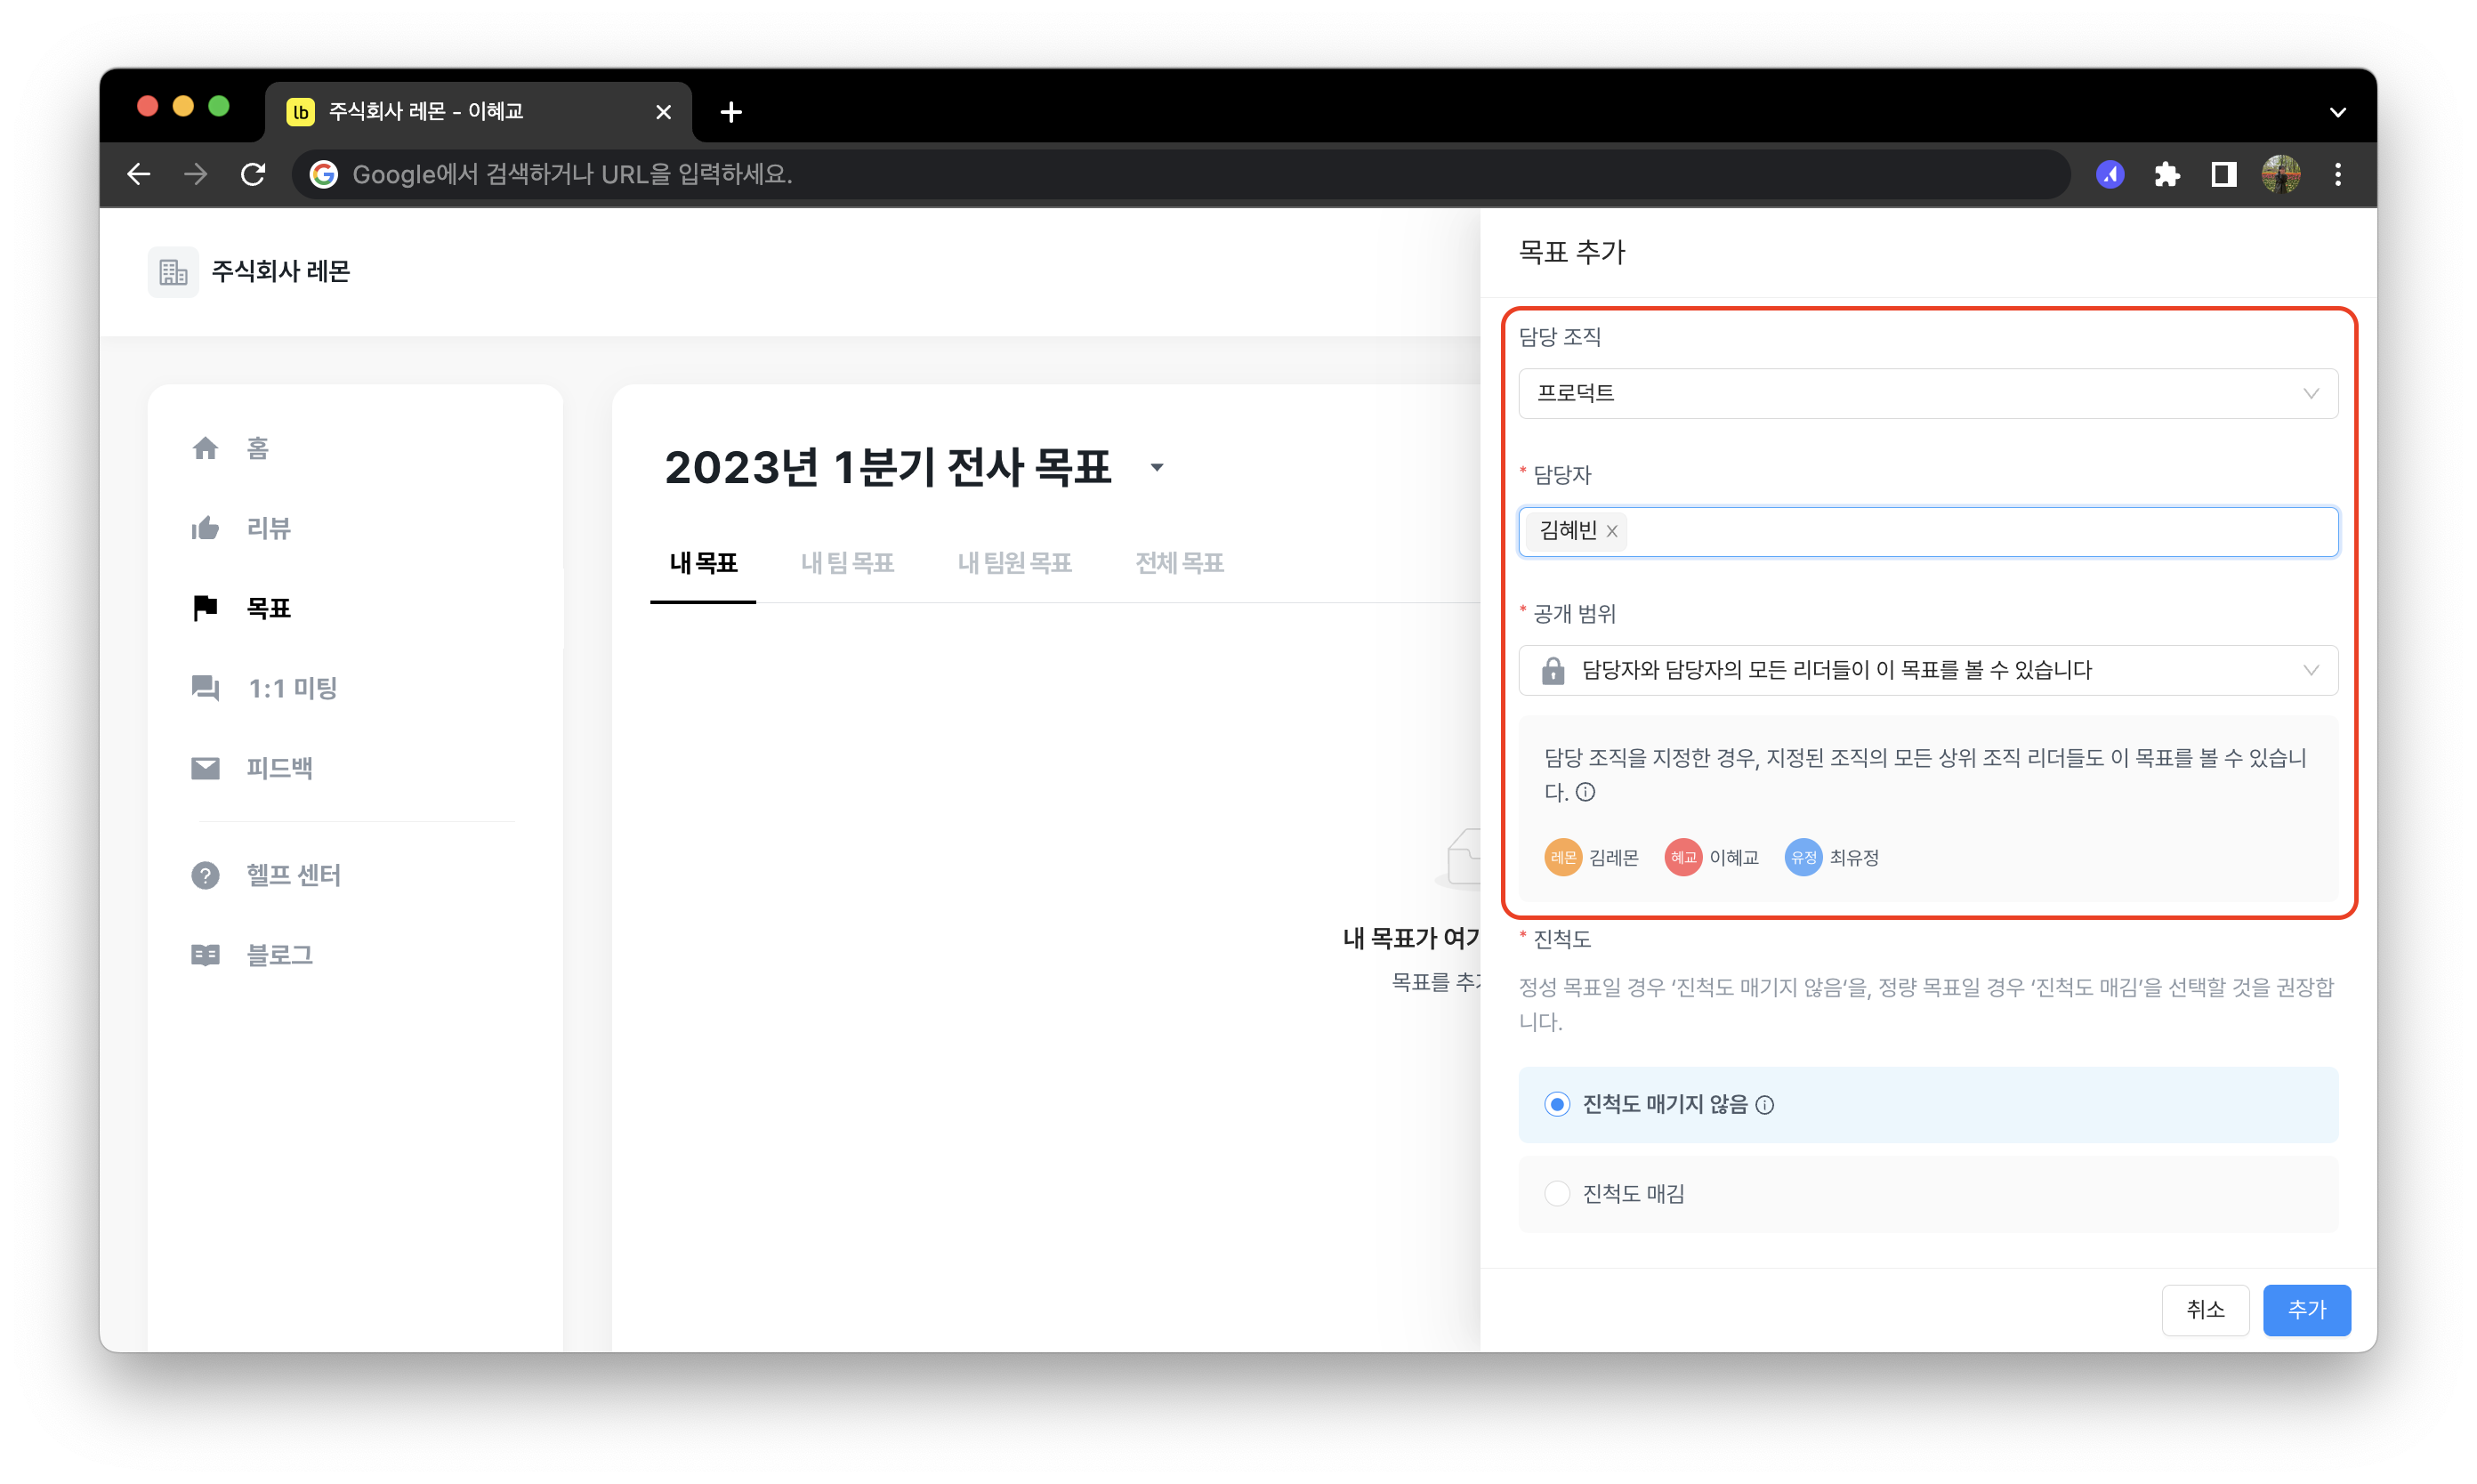 lb 주식회사 레몬 - 이혜교
Google에서 검색하거나 URL을 입력하세요.
주식회사 레몬
홈
리뷰
목표
1:1 미팅
피드백
헬프 센터
블로그
2023년 1분기 전사 목표
내 목표 내 팀 목표 내 팀원 목표 전체 목표
내 목표가
목표를
목표 추가
담당 조직
프로덕트
* 담당자
김혜빈
* 공개 범위
담당자와 담당자의 모든 리더들이 이 목표를 볼 수 있습니다
담당 조직을 지정한 경우, 지정된 조직의 모든 상위 조직 리더들도 이 목표를 볼 수 있습니
다.
레몬 김레몬 혜교 이혜교 유정 최유정
* 진척도
정성 목표일 경우 ‘진척도 매기지 않음‘을, 정량 목표일 경우 ‘진척도 매김’을 선택할 것을 권장합
니다.
진척도 매기지 않음
진척도 매김
취소 추가